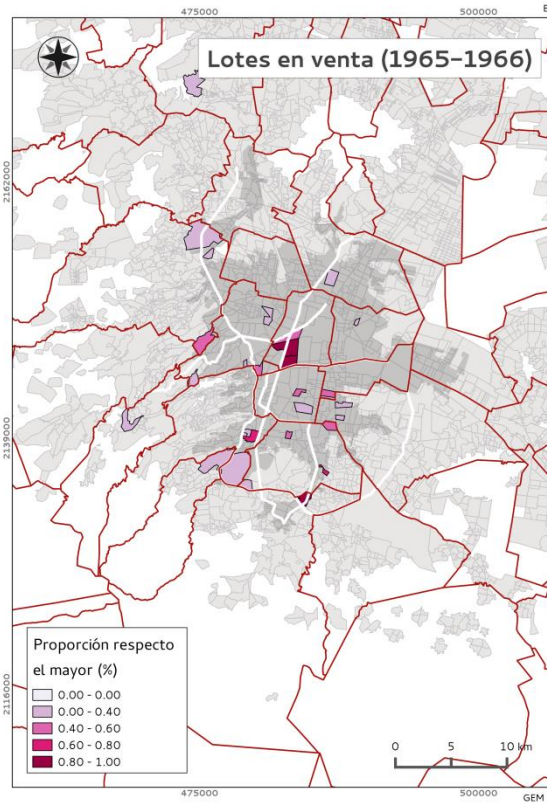 475000
500000
E
Lotes en venta (1965–1966)
2162000
2139000
2116000
Proporción respecto
el mayor (%)
0.00 - 0.00
0.00 - 0.40
0.40 - 0.60
0.60 - 0.80
0.80 - 1.00
0
5
10 km
475000
500000
GEM